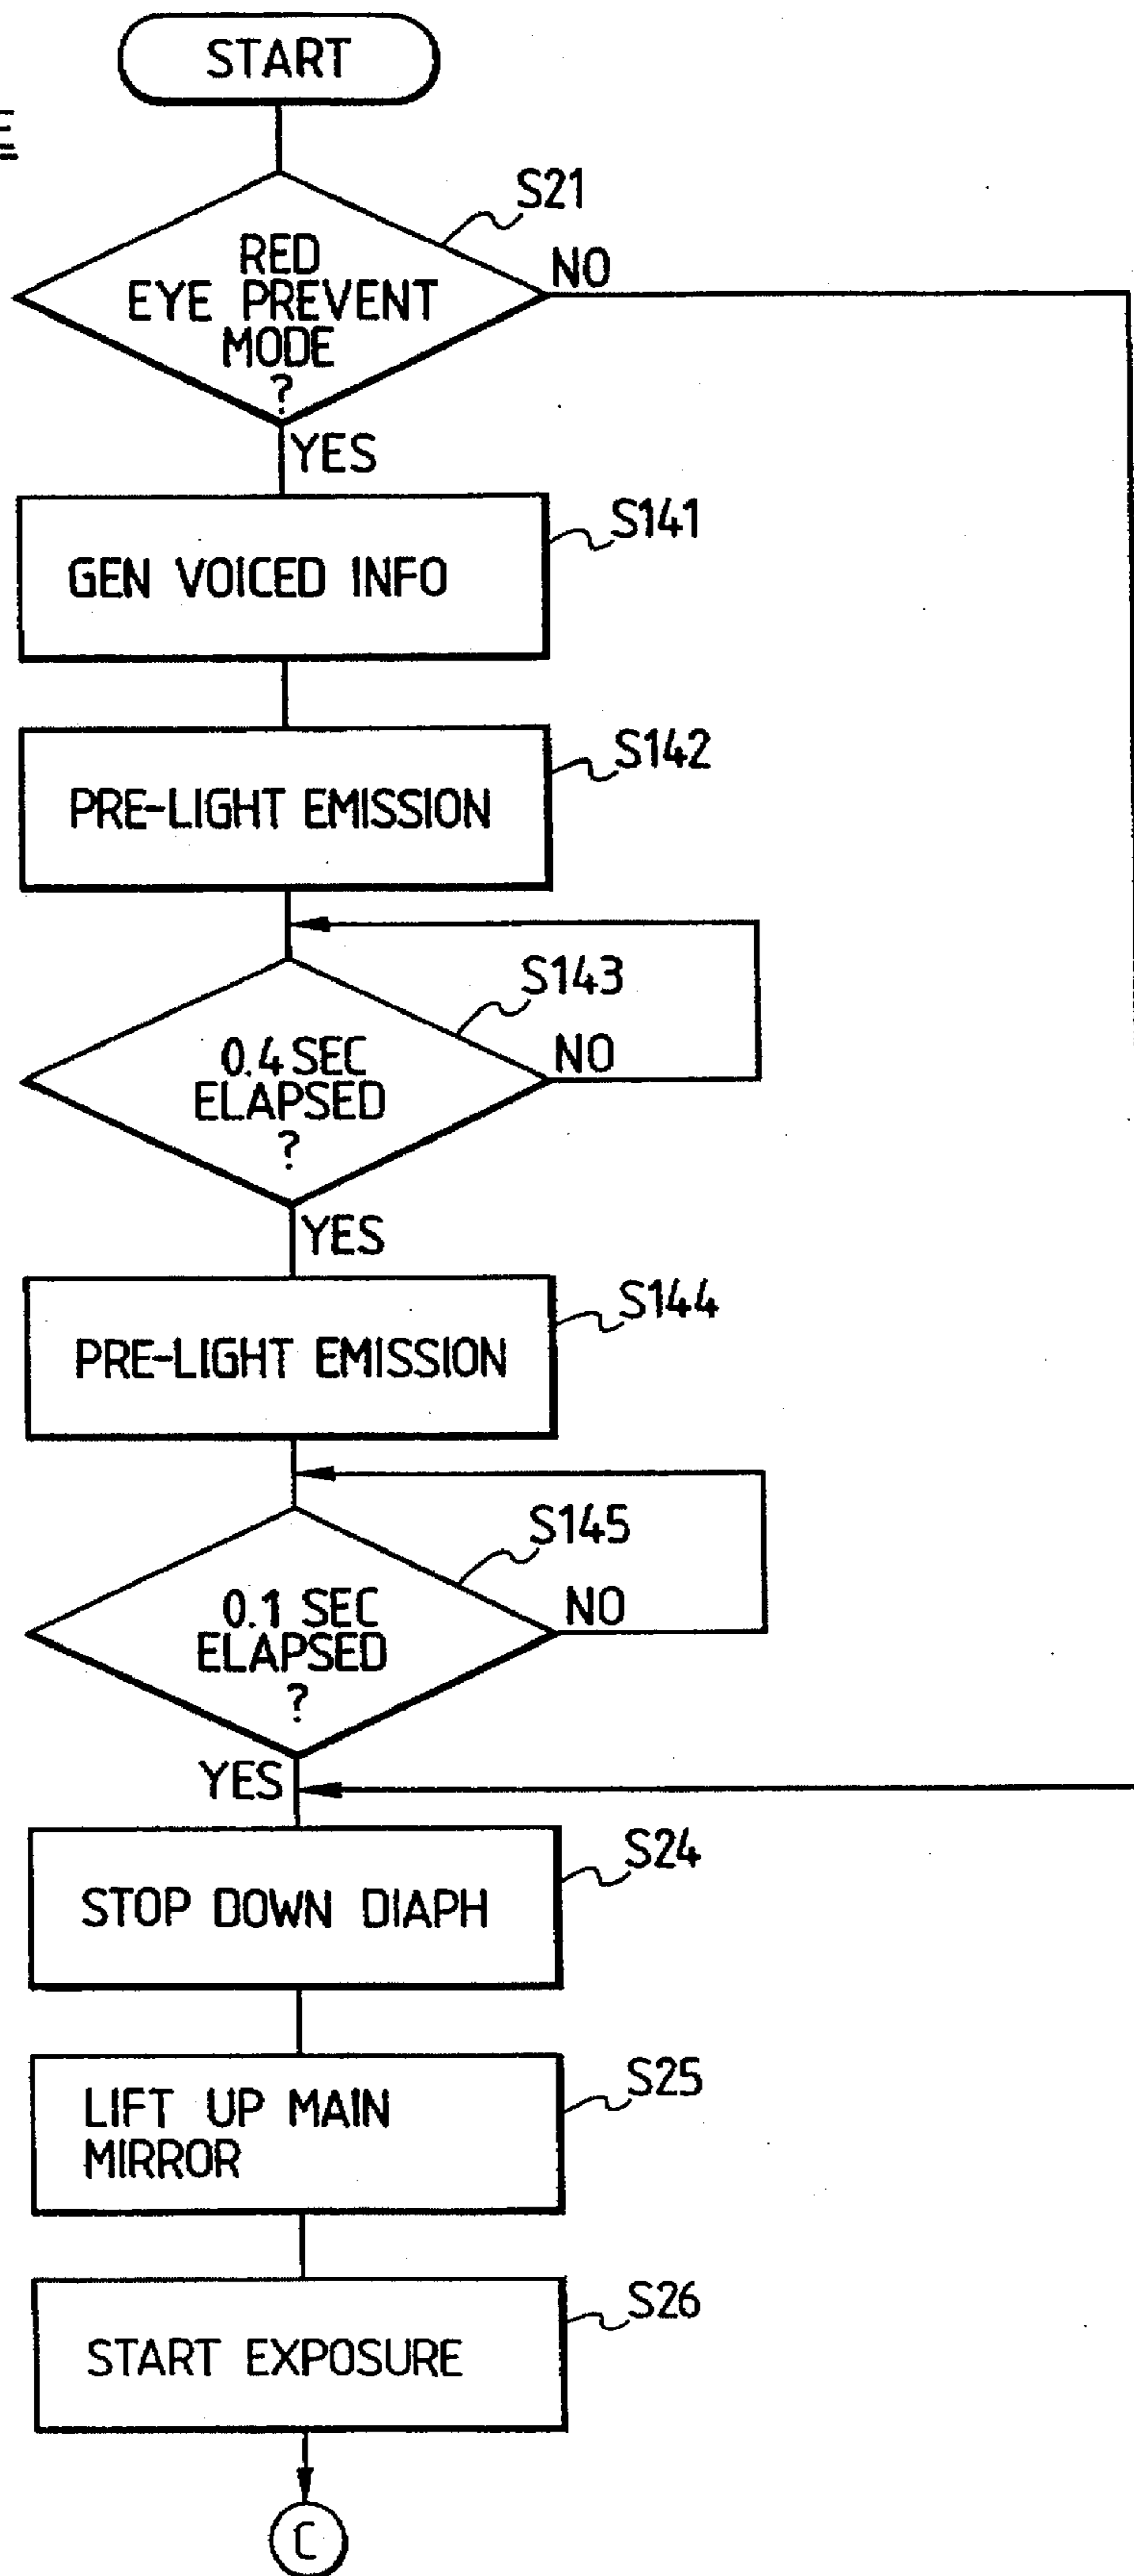 START
S21
RED
EYE PREVENT
MODE
?
NO
YES
S141
GEN VOICED INFO
S142
PRE-LIGHT EMISSION
S143
0.4 SEC
ELAPSED
?
NO
YES
S144
PRE-LIGHT EMISSION
S145
0.1 SEC
ELAPSED
?
NO
YES
S24
STOP DOWN DIAPH
S25
LIFT UP MAIN
MIRROR
S26
START EXPOSURE
C